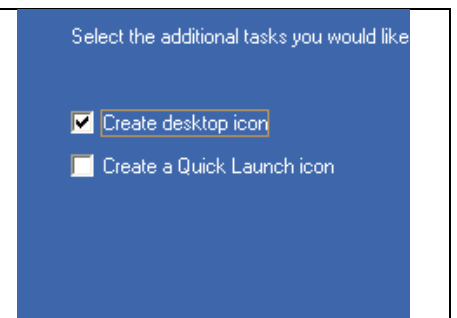 Select the additional tasks you would like
Create desktop icon
Create a Quick Launch icon